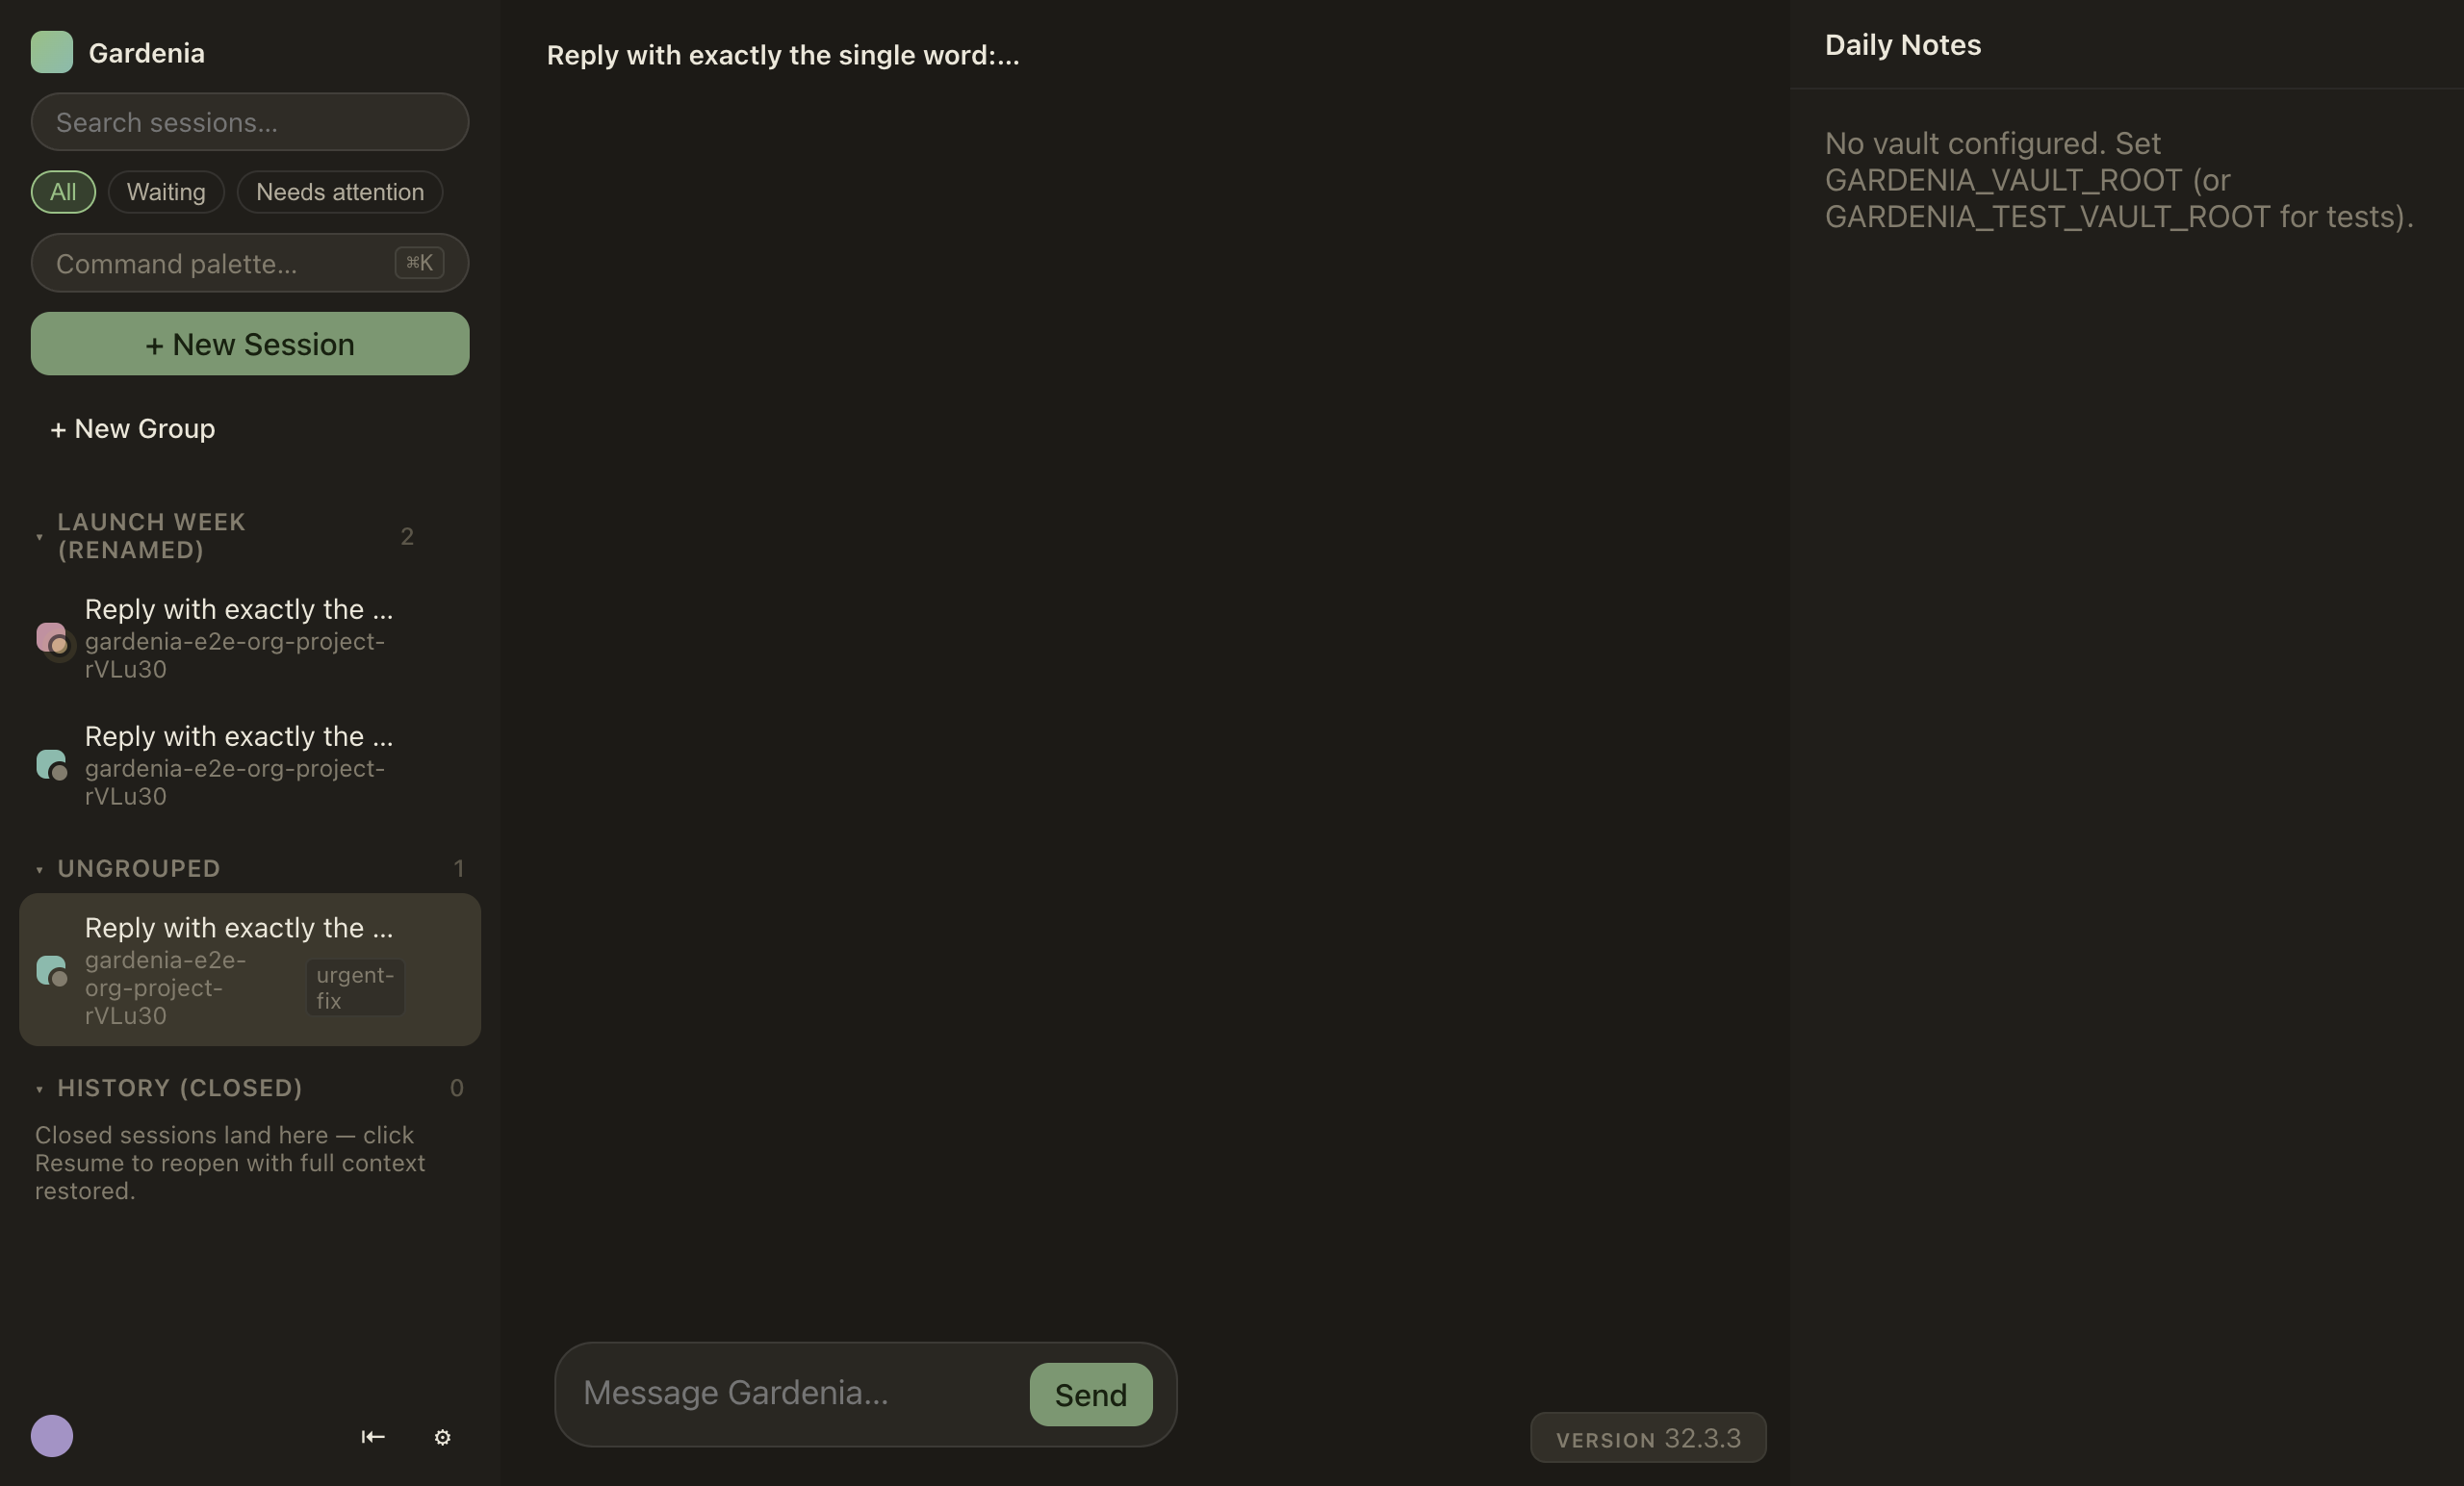 Gardenia
Search sessions...
All
Waiting
Needs attention
Command palette...
⌘K
+ New Session
+ New Group
LAUNCH WEEK
(RENAMED)
2
Reply with exactly the ...
gardenia-e2e-org-project-
rVLu30
Reply with exactly the ...
gardenia-e2e-org-project-
rVLu30
UNGROUPED
1
Reply with exactly the ...
gardenia-e2e-
org-project-
rVLu30
urgent-
fix
HISTORY (CLOSED)
0
Closed sessions land here — click
Resume to reopen with full context
restored.
Reply with exactly the single word:...
Message Gardenia...
Send
VERSION 32.3.3
Daily Notes
No vault configured. Set
GARDENIA_VAULT_ROOT (or
GARDENIA_TEST_VAULT_ROOT for tests).